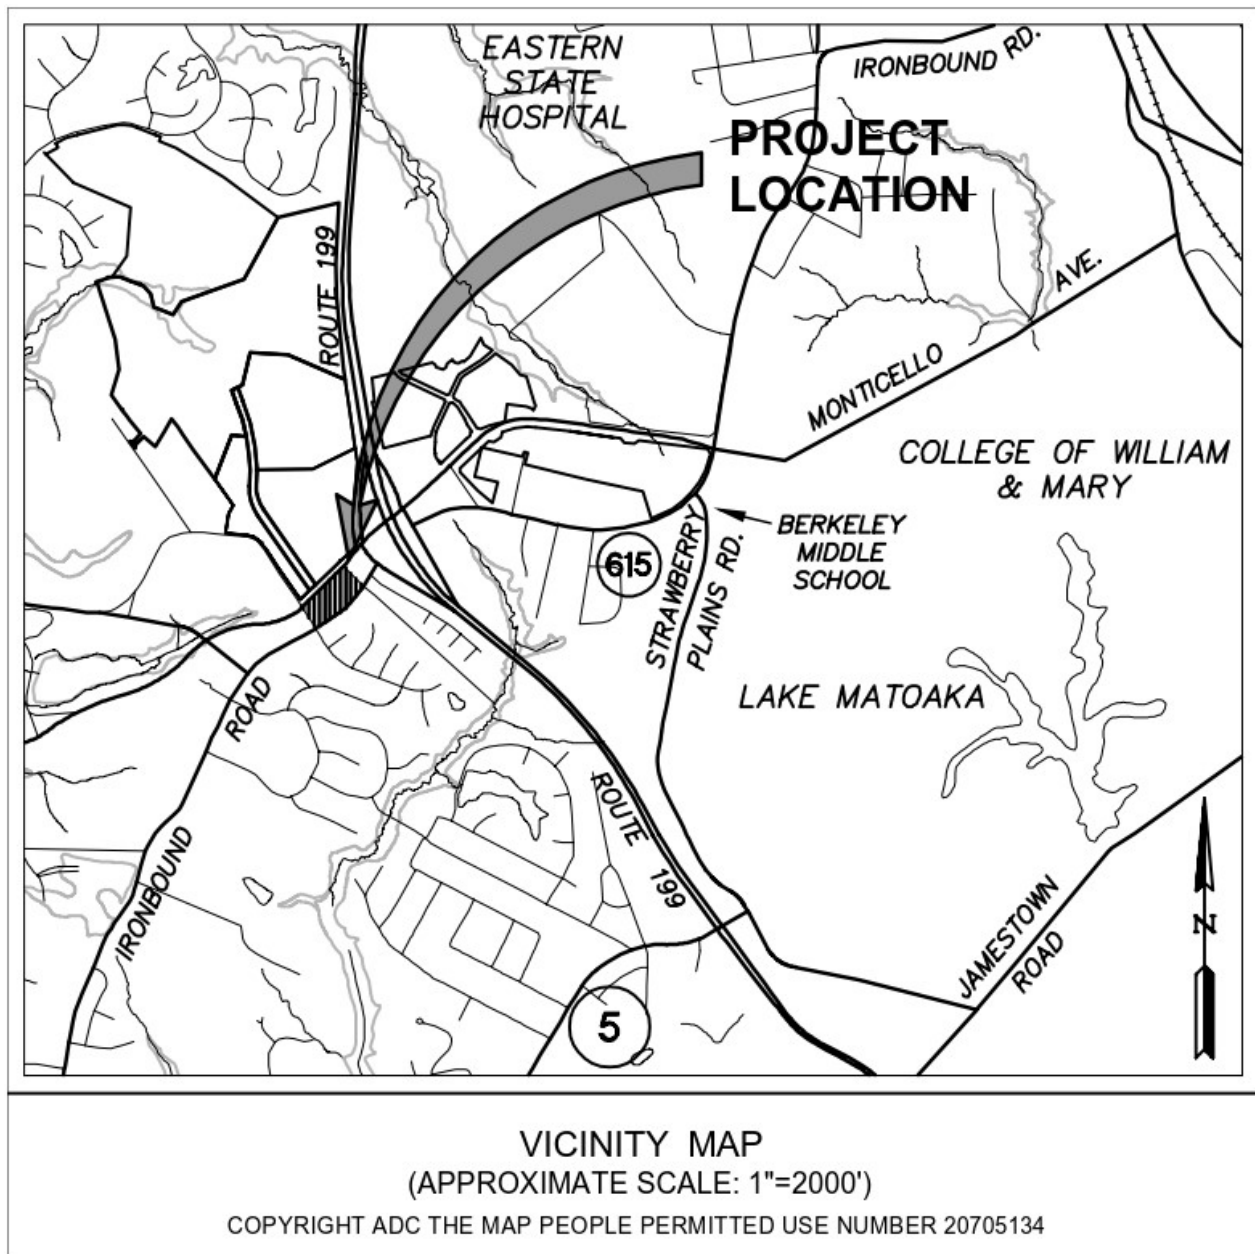 EASTERN
STATE
HOSPITAL
IRONBOUND RD.
PROJECT
LOCATION
ROUTE 199
MONTICELLO AVE.
COLLEGE OF WILLIAM
& MARY
BERKELEY
MIDDLE
SCHOOL
615
STRAWBERRY
PLAINS RD.
LAKE MATOAKA
IRONBOUND ROAD
ROUTE 199
JAMESTOWN
ROAD
N
5
VICINITY MAP
(APPROXIMATE SCALE: 1"=2000')
COPYRIGHT ADC THE MAP PEOPLE PERMITTED USE NUMBER 20705134